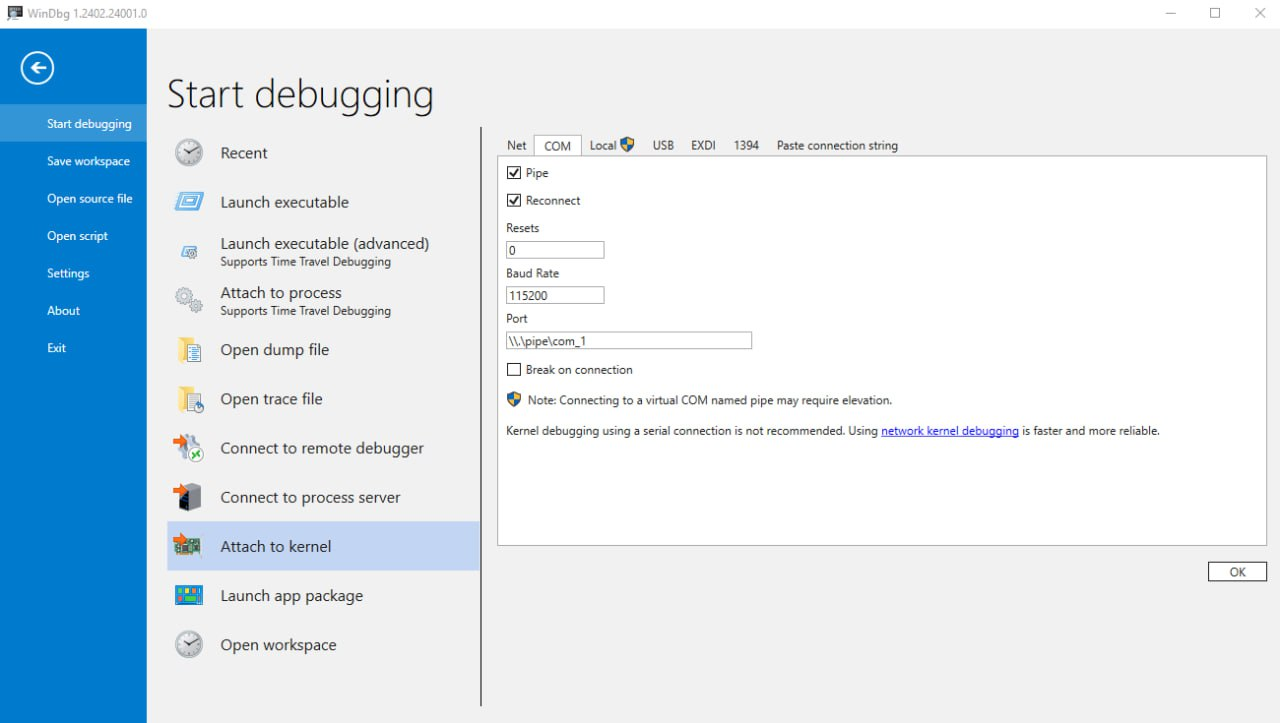 WinDbg 1.2402.24001.0
Start debugging
Save workspace
Open source file
Open script
Settings
About
Exit
Start debugging
Recent
Launch executable
Launch executable (advanced)
Supports Time Travel Debugging
Attach to process
Supports Time Travel Debugging
Open dump file
Open trace file
Connect to remote debugger
Connect to process server
Attach to kernel
Launch app package
Open workspace
Net COM Local USB EXDI 1394 Paste connection string
Pipe
Reconnect
Resets
0
Baud Rate
115200
Port
\\.\pipe\com_1
Break on connection
Note: Connecting to a virtual COM named pipe may require elevation.
Kernel debugging using a serial connection is not recommended. Using network kernel debugging is faster and more reliable.
OK